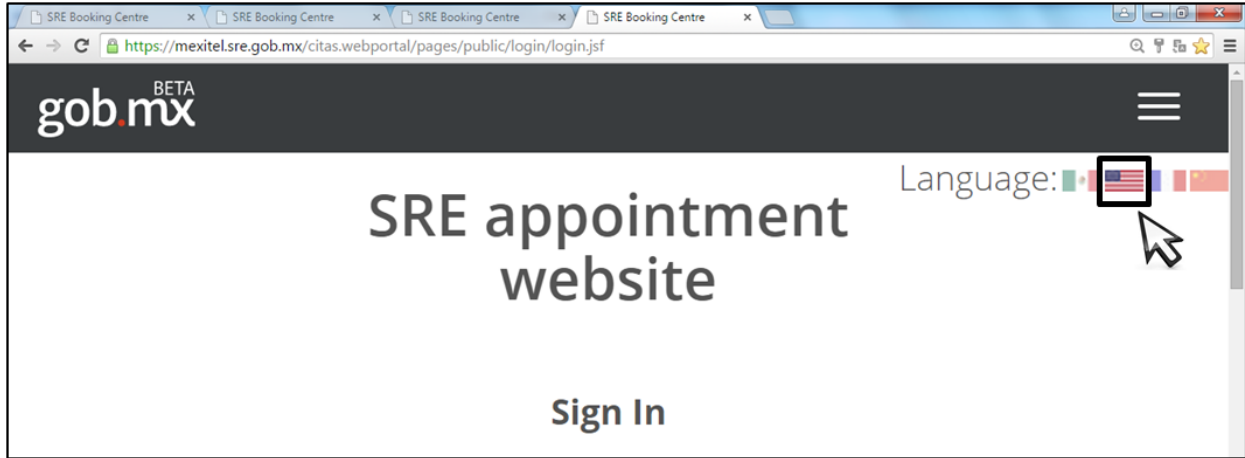 SRE Booking Centre SRE Booking Centre SRE Booking Centre SRE Booking Centre
https://mexitel.sre.gob.mx/citas.webportal/pages/public/login/login.jsf
BETA
gob.mx
Language:
SRE appointment
website
Sign In